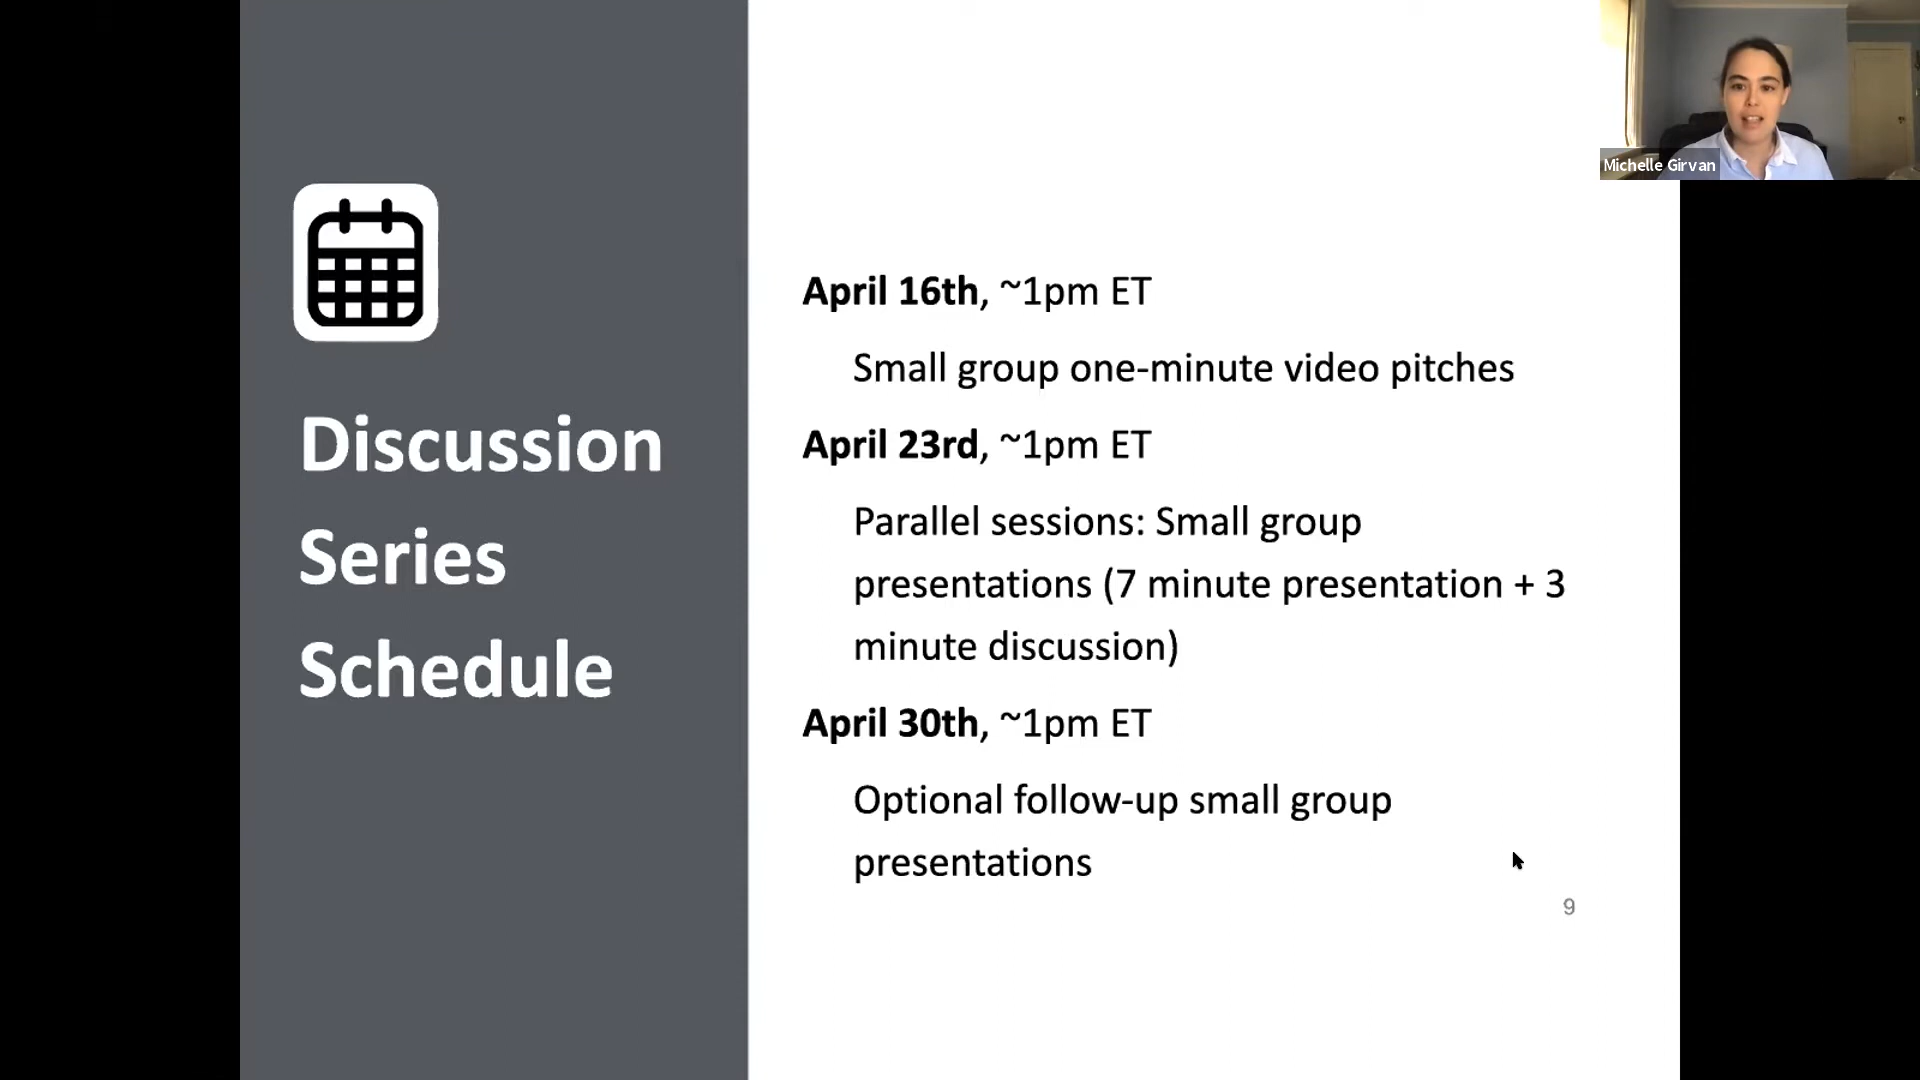 Michelle Girvan
Discussion
Series
Schedule
April 16th, ~1pm ET
Small group one-minute video pitches
April 23rd, ~1pm ET
Parallel sessions: Small group
presentations (7 minute presentation + 3
minute discussion)
April 30th, ~1pm ET
Optional follow-up small group
presentations
9